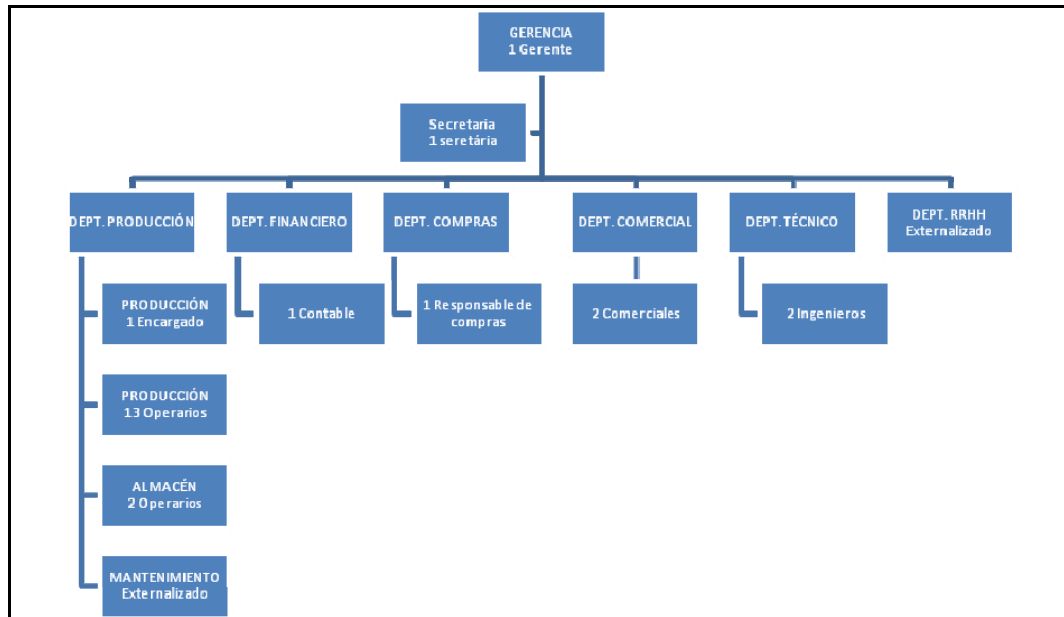 GERENCIA
1 Gerente
Secretaria
1 seretária
DEPT. PRODUCCIÓN
DEPT. FINANCIERO
DEPT. COMPRAS
DEPT. COMERCIAL
DEPT. TÉCNICO
DEPT. RRHH
Externalizado
PRODUCCIÓN
1 Encargado
1 Contable
1 Responsable de
compras
2 Comerciales
2 Ingenieros
PRODUCCIÓN
13 Operarios
ALMACÉN
2 Operarios
MANTENIMIENTO
Externalizado